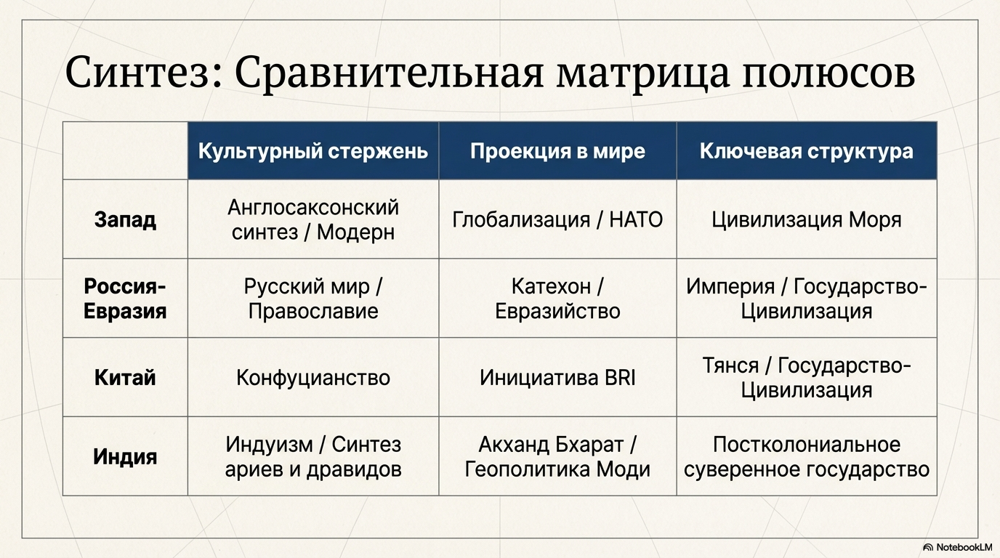 Синтез: Сравнительная матрица полюсов
Культурный стержень
Проекция в мире
Ключевая структура
Запад
Англосаксонский
синтез / Модерн
Глобализация / НАТО
Цивилизация Моря
Россия-
Евразия
Русский мир /
Православие
Катехон /
Евразийство
Империя / Государство-
Цивилизация
Китай
Конфуцианство
Инициатива BRI
Тянся / Государство-
Цивилизация
Индия
Индуизм / Синтез
ариев и дравидов
Акханд Бхарат /
Геополитика Моди
Постколониальное
суверенное государство
NotebookLM